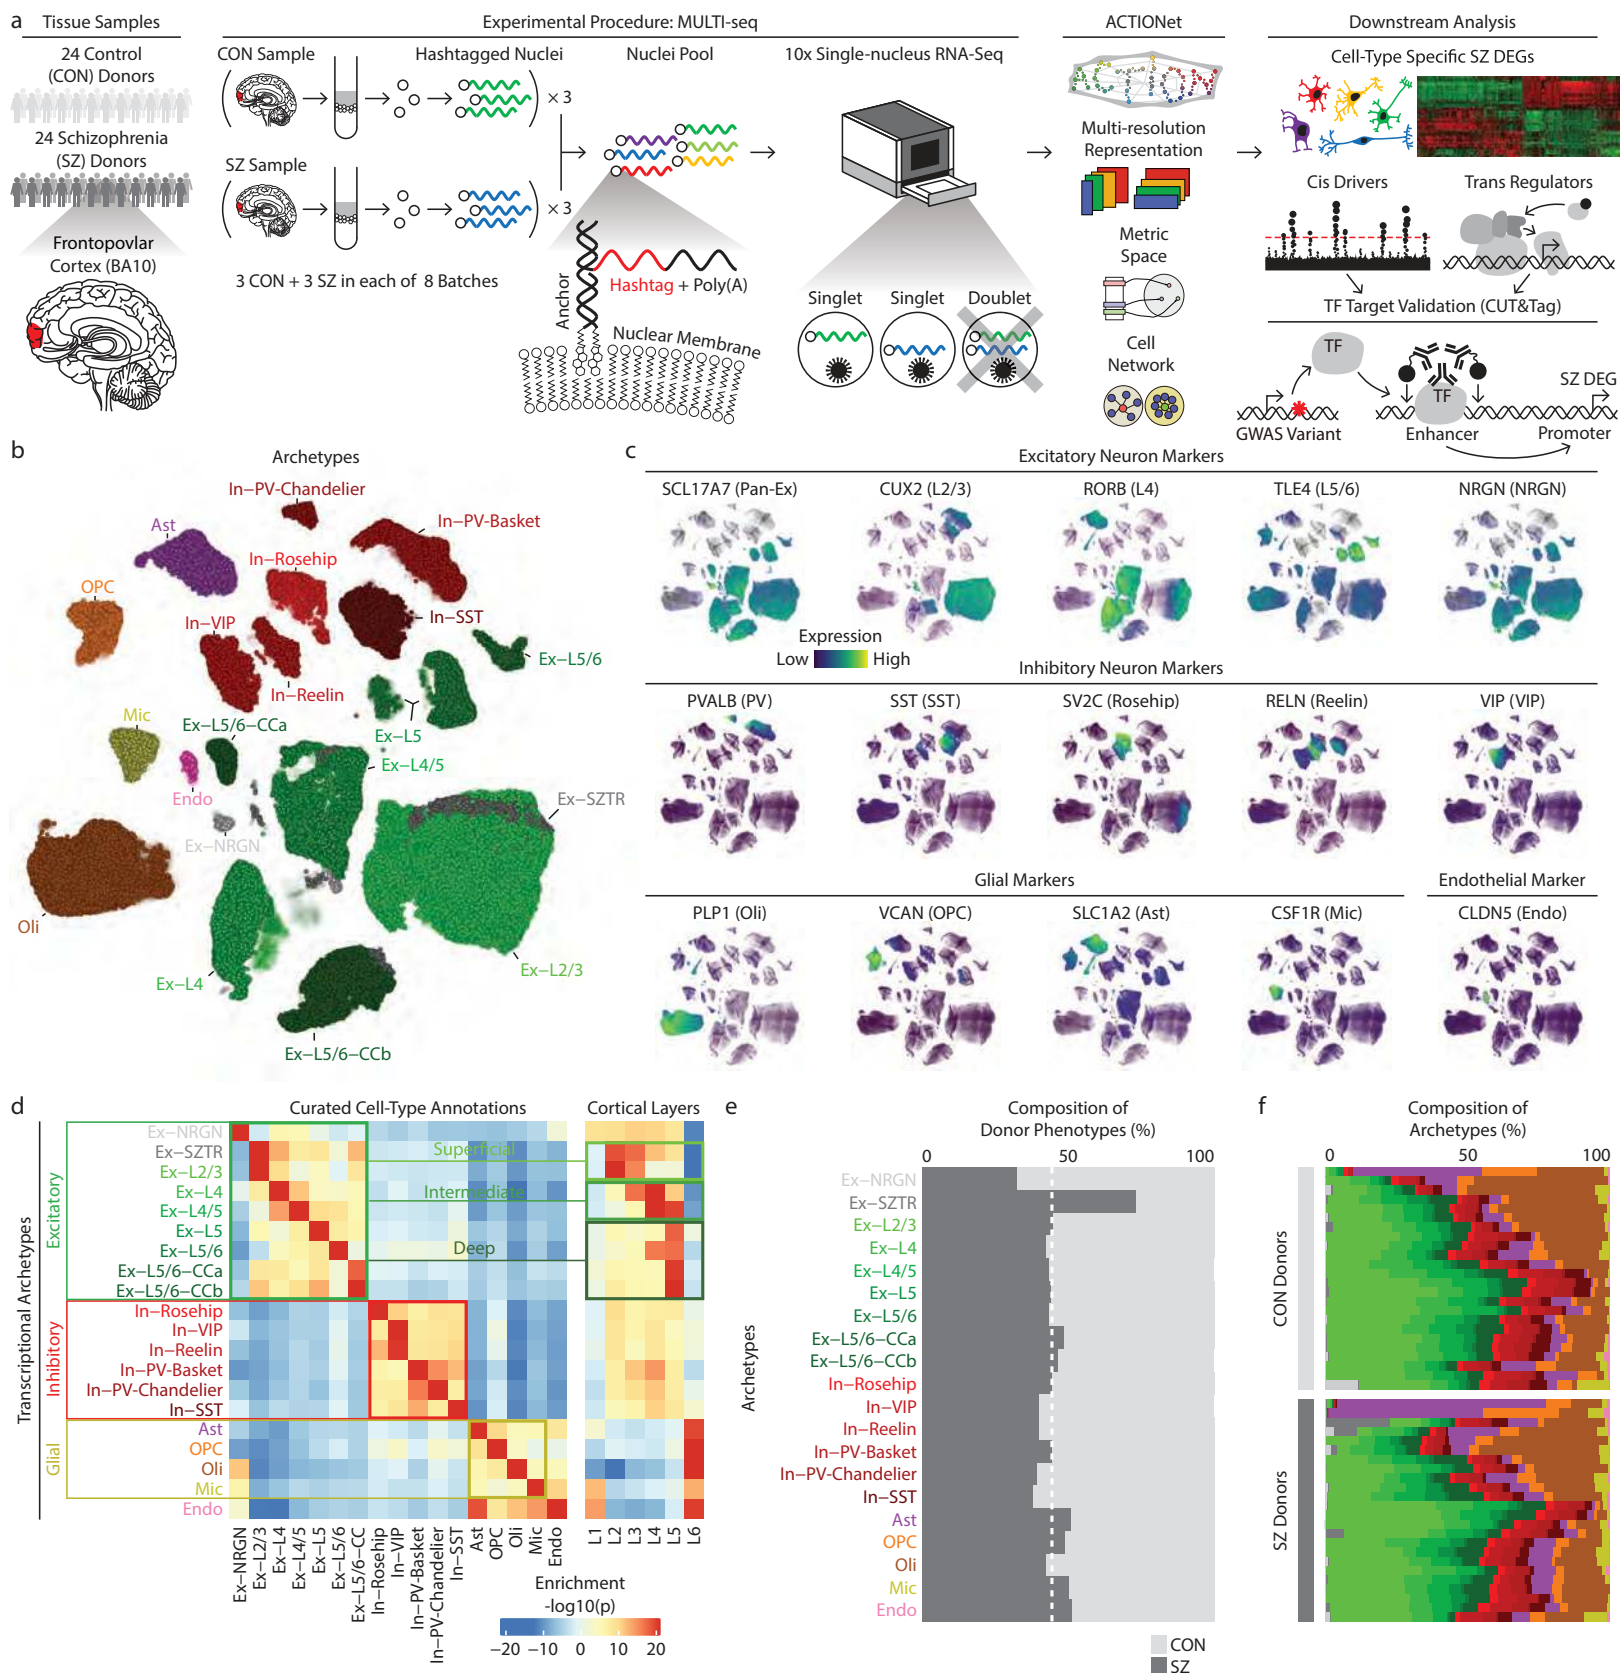 a
Tissue Samples
Experimental Procedure: MULTI-seq
ACTIONet
Downstream Analysis
24 Control
(CON) Donors
24 Schizophrenia
(SZ) Donors
Frontopovlar
Cortex (BA10)
CON Sample
Hashtagged Nuclei
× 3
SZ Sample
× 3
3 CON + 3 SZ in each of 8 Batches
Nuclei Pool
Anchor
Hashtag + Poly(A)
Nuclear Membrane
10x Single-nucleus RNA-Seq
Singlet
Singlet
Doublet
Multi-resolution
Representation
Metric
Space
Cell
Network
Cell-Type Specific SZ DEGs
Cis Drivers
Trans Regulators
TF Target Validation (CUT&Tag)
TF
TF
SZ DEG
GWAS Variant
Enhancer
Promoter
b
Archetypes
In−PV-Chandelier
Ast
In−PV-Basket
In−Rosehip
OPC
In−VIP
In−SST
Ex−L5/6
In−Reelin
Mic
Ex−L5/6−CCa
Ex−L5
Ex−L4/5
Endo
Ex−SZTR
Ex−NRGN
Oli
Ex−L4
Ex−L2/3
Ex−L5/6−CCb
c
Excitatory Neuron Markers
SCL17A7 (Pan-Ex)
CUX2 (L2/3)
RORB (L4)
TLE4 (L5/6)
NRGN (NRGN)
Expression
Low
High
Inhibitory Neuron Markers
PVALB (PV)
SST (SST)
SV2C (Rosehip)
RELN (Reelin)
VIP (VIP)
Glial Markers
Endothelial Marker
PLP1 (Oli)
VCAN (OPC)
SLC1A2 (Ast)
CSF1R (Mic)
CLDN5 (Endo)
d
Curated Cell-Type Annotations
Cortical Layers
Transcriptional Archetypes
Excitatory
Inhibitory
Glial
Ex−NRGN
Ex−SZTR
Ex−L2/3
Ex−L4
Ex−L4/5
Ex−L5
Ex−L5/6
Ex−L5/6−CCa
Ex−L5/6−CCb
In−Rosehip
In−VIP
In−Reelin
In−PV-Basket
In−PV-Chandelier
In−SST
Ast
OPC
Oli
Mic
Endo
Superficial
Intermediate
Deep
Ex−NRGN
Ex−L2/3
Ex−L4
Ex−L4/5
Ex−L5
Ex−L5/6
Ex−L5/6−CC
In−Rosehip
In−VIP
In−PV-Basket
In−PV-Chandelier
In−SST
Ast
OPC
Oli
Mic
Endo
L1
L2
L3
L4
L5
L6
Enrichment
-log10(p)
−20 −10 0 10 20
e
Composition of
Donor Phenotypes (%)
0 50 100
Archetypes
Ex−NRGN
Ex−SZTR
Ex−L2/3
Ex−L4
Ex−L4/5
Ex−L5
Ex−L5/6
Ex−L5/6−CCa
Ex−L5/6−CCb
In−Rosehip
In−VIP
In−Reelin
In−PV-Basket
In−PV-Chandelier
In−SST
Ast
OPC
Oli
Mic
Endo
CON
SZ
f
Composition of
Archetypes (%)
0 50 100
CON Donors
SZ Donors